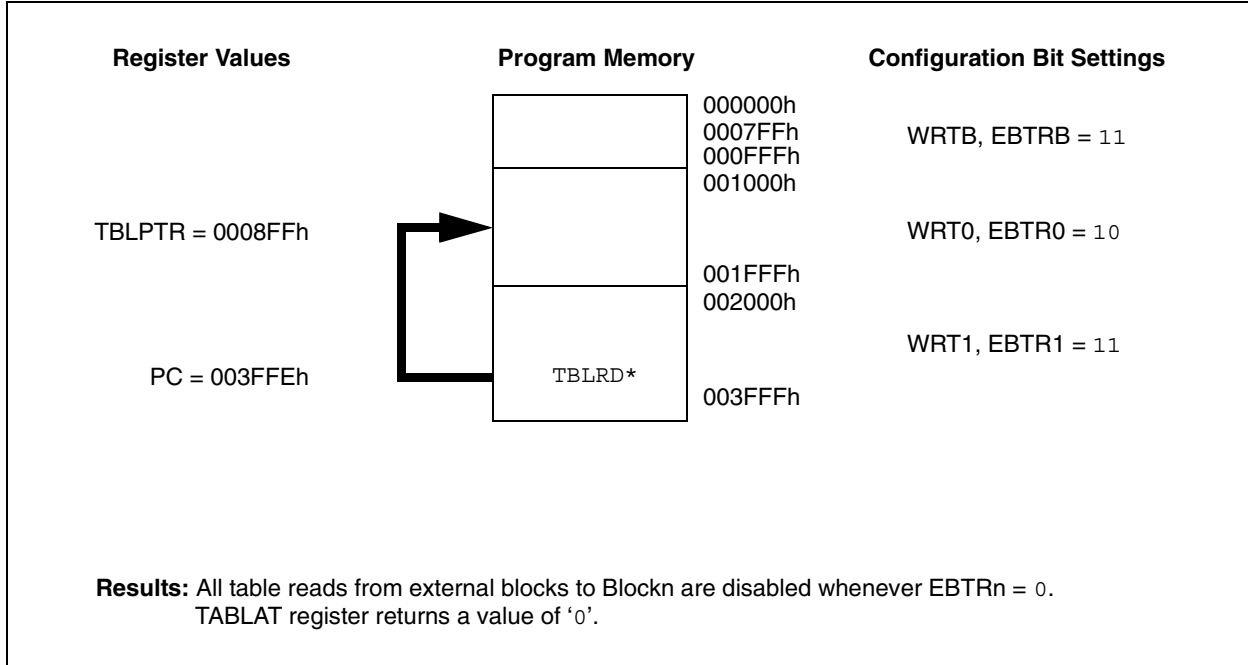 Register Values
Program Memory
Configuration Bit Settings
000000h
0007FFh
WRTB, EBTRB = 11
000FFFh
001000h
TBLPTR = 0008FFh
WRT0, EBTR0 = 10
001FFFh
002000h
WRT1, EBTR1 = 11
PC = 003FFEh
TBLRD*
003FFFh
Results: All table reads from external blocks to Blockn are disabled whenever EBTRn = 0.
TABLAT register returns a value of ‘0’.